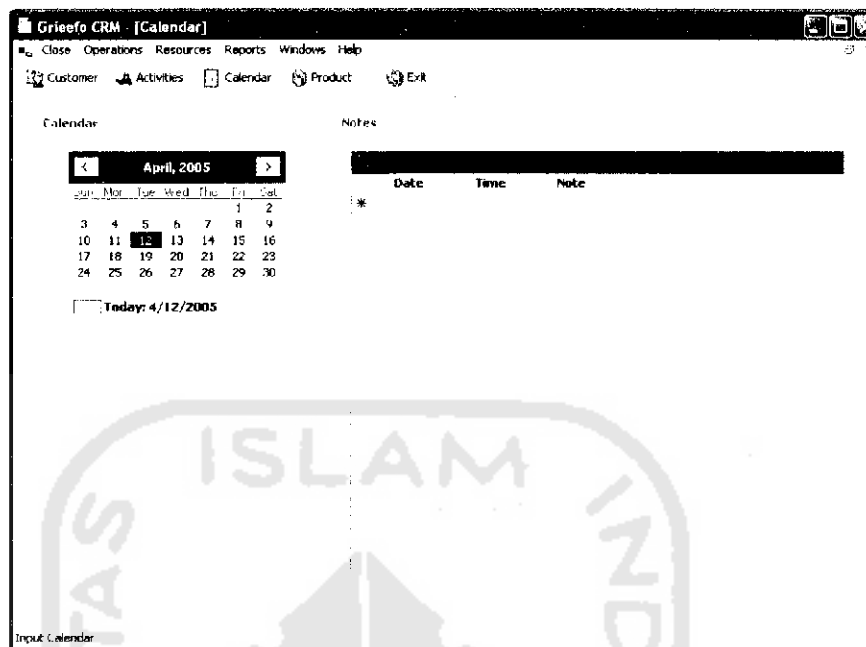 Grieefo CRM - [Calendar]
Close Operations Resources Reports Windows Help
Customer Activities Calendar Product Exit
Calendar
Notes
April, 2005
Sun Mon Tue Wed Thu Fri Sat
1 2
3 4 5 6 7 8 9
10 11 12 13 14 15 16
17 18 19 20 21 22 23
24 25 26 27 28 29 30
Today: 4/12/2005
Date Time Note
*
ISLAM
TAS
IND
Input Calendar